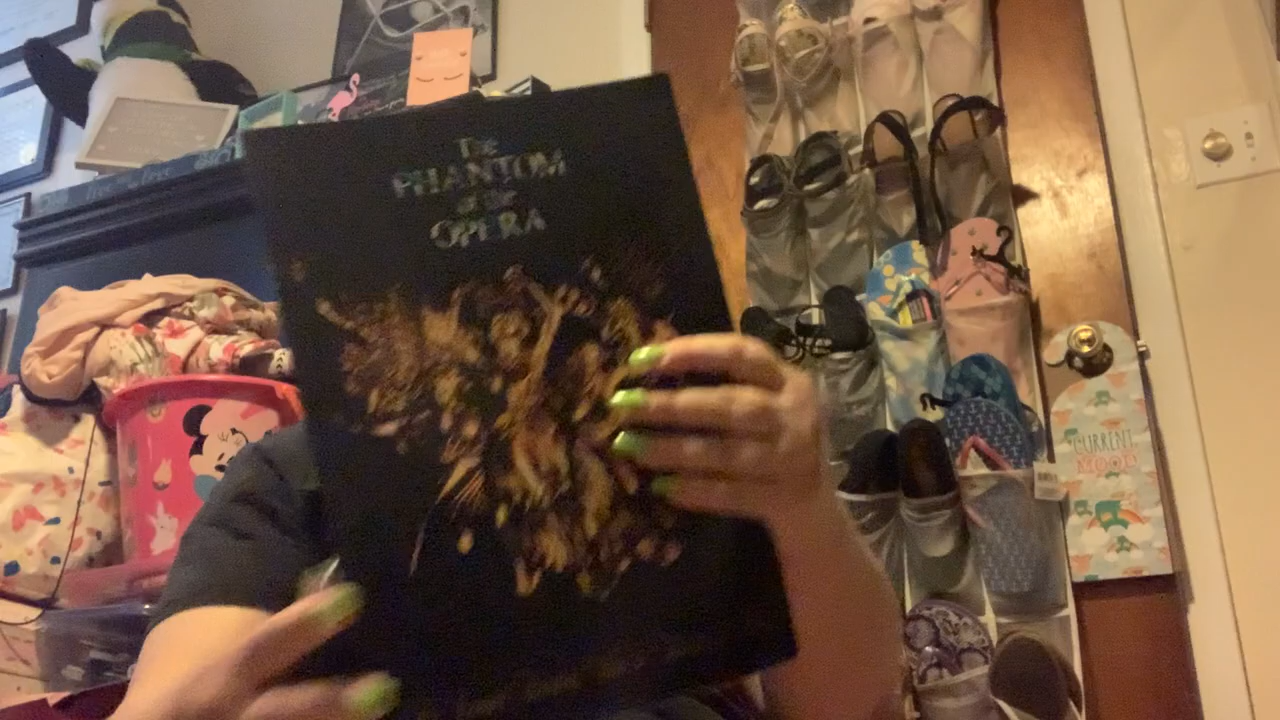 The
PHANTOM
of the
OPERA
CURRENT
MOOD